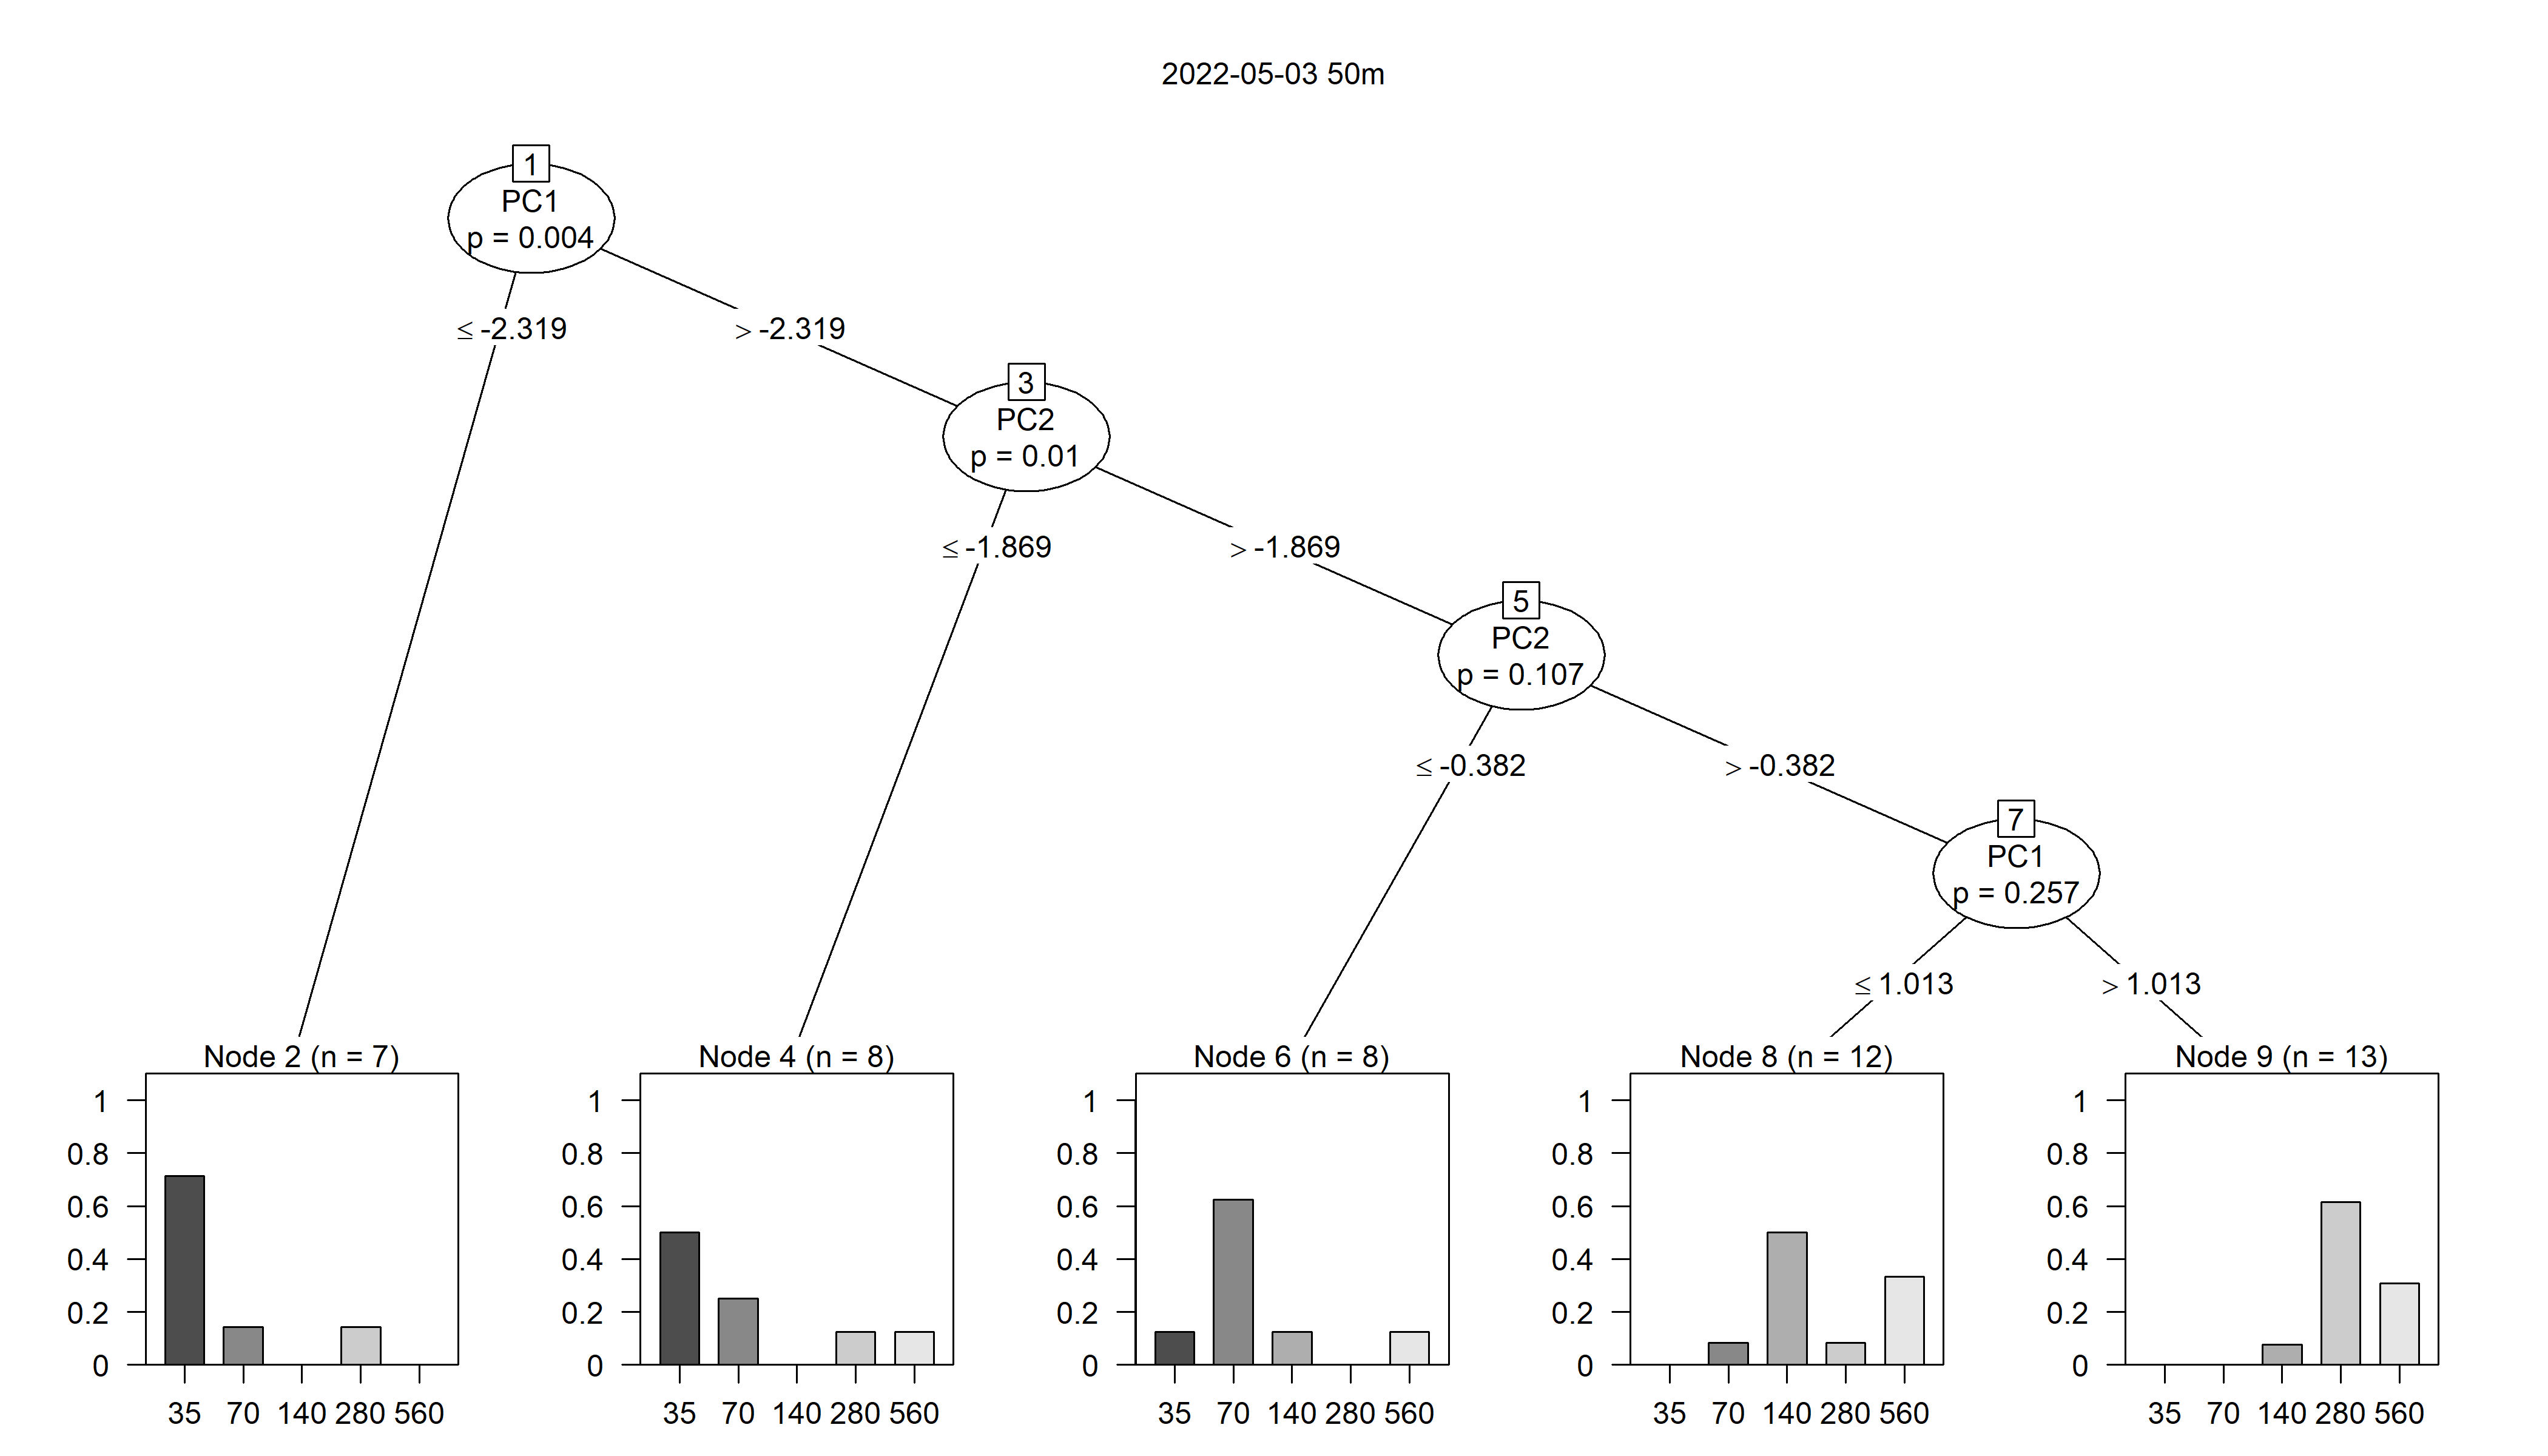 2022-05-03 50m
1
PC1
p = 0.004
≤ -2.319
> -2.319
3
PC2
p = 0.01
≤ -1.869
> -1.869
5
PC2
p = 0.107
≤ -0.382
> -0.382
7
PC1
p = 0.257
≤ 1.013
> 1.013
Node 2 (n = 7)
1
0.8
0.6
0.4
0.2
0
35 70 140 280 560
Node 4 (n = 8)
1
0.8
0.6
0.4
0.2
0
35 70 140 280 560
Node 6 (n = 8)
1
0.8
0.6
0.4
0.2
0
35 70 140 280 560
Node 8 (n = 12)
1
0.8
0.6
0.4
0.2
0
35 70 140 280 560
Node 9 (n = 13)
1
0.8
0.6
0.4
0.2
0
35 70 140 280 560